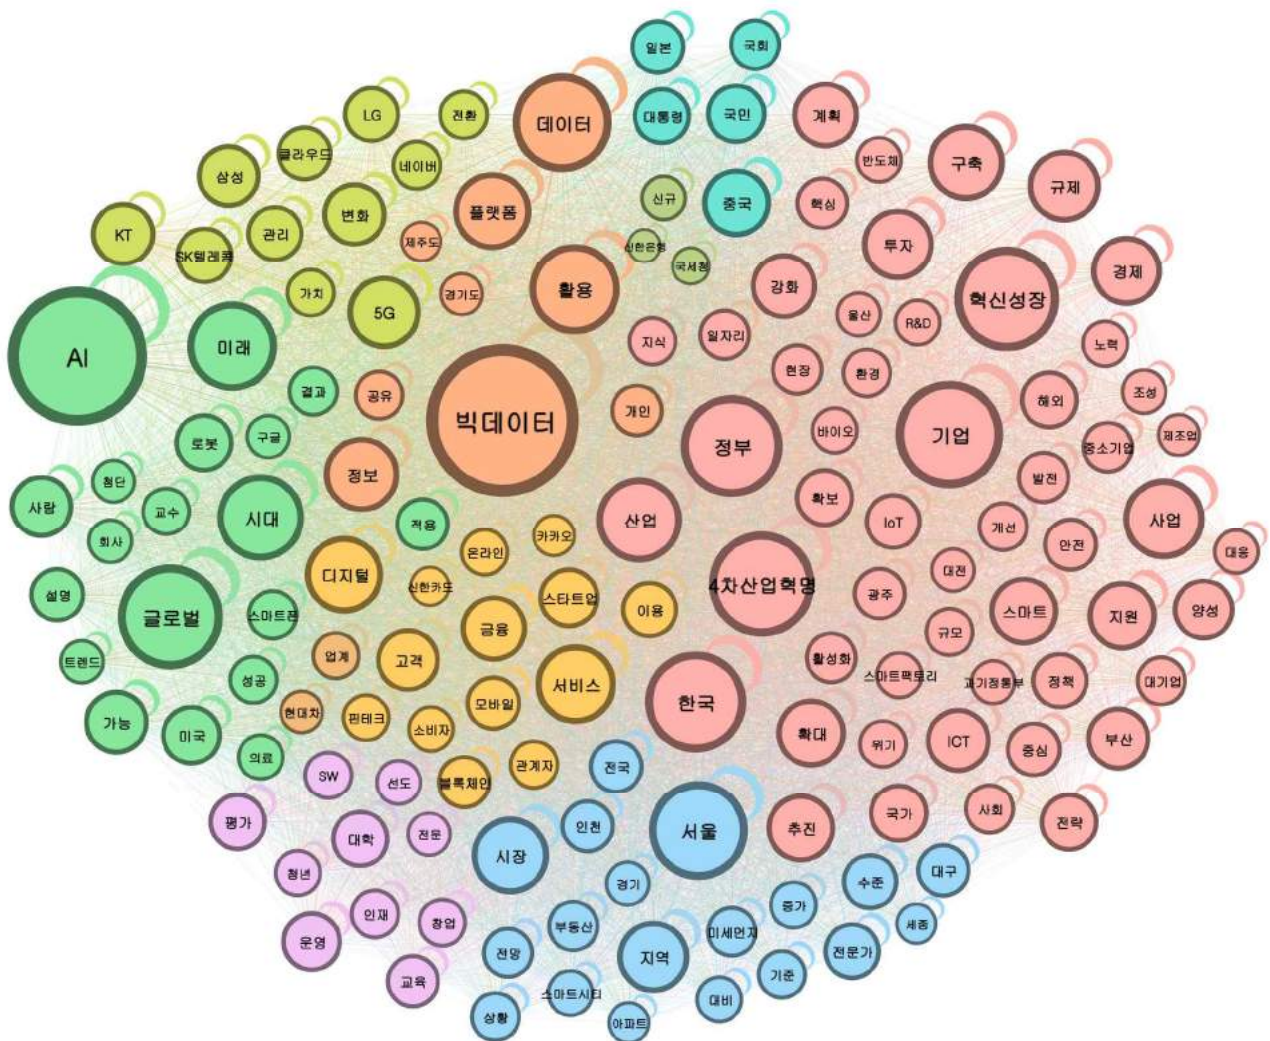 일본
국회
LG
전환
데이터
대통령
국민
계획
클라우드
네이버
반도체
구축
삼성
규제
변화
플랫폼
신규
중국
핵심
KT
SK텔레콤
관리
제주도
신한은행
국세청
투자
경제
가치
5G
경기도
활용
강화
혁신성장
AI
미래
지식
일자리
울산
R&D
노력
결과
공유
빅데이터
개인
현장
환경
해외
조성
로봇
구글
정보
정부
바이오
기업
중소기업
제조업
첨단
사람
교수
시대
적용
산업
확보
IoT
발전
개선
사업
회사
온라인
카카오
안전
대응
설명
디지털
신한카드
4차산업혁명
대전
글로벌
스마트폰
금융
스타트업
이용
광주
스마트
지원
양성
규모
트렌드
업계
고객
활성화
성공
서비스
스마트팩토리
과기정통부
정책
대기업
가능
미국
현대차
핀테크
소비자
모바일
한국
확대
위기
ICT
중심
부산
의료
SW
선도
블록체인
관계자
전국
평가
대학
전문
시장
인천
서울
추진
국가
사회
전략
청년
경기
수준
대구
운영
인재
창업
전망
부동산
미세먼지
증가
세종
지역
전문가
교육
스마트시티
기준
상황
아파트
대비